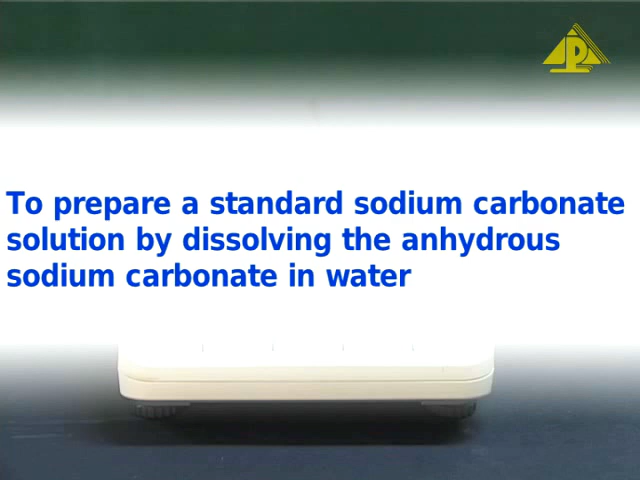 To prepare a standard sodium carbonate
solution by dissolving the anhydrous
sodium carbonate in water